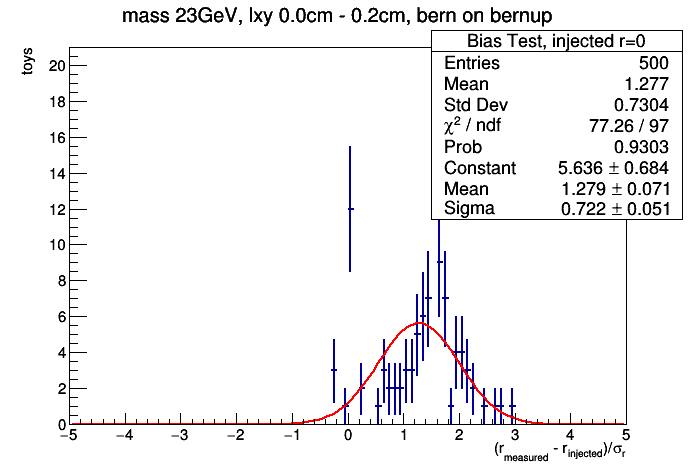 mass 23GeV, lxy 0.0cm - 0.2cm, bern on bernup
Bias Test, injected r=0
Entries 500
Mean 1.277
Std Dev 0.7304
χ² / ndf 77.26 / 97
Prob 0.9303
Constant 5.636 ± 0.684
Mean 1.279 ± 0.071
Sigma 0.722 ± 0.051
toys
20
18
16
14
12
10
8
6
4
2
0
−5 −4 −3 −2 −1 0 1 2 3 4 5
(r_measured - r_injected)/σ_r